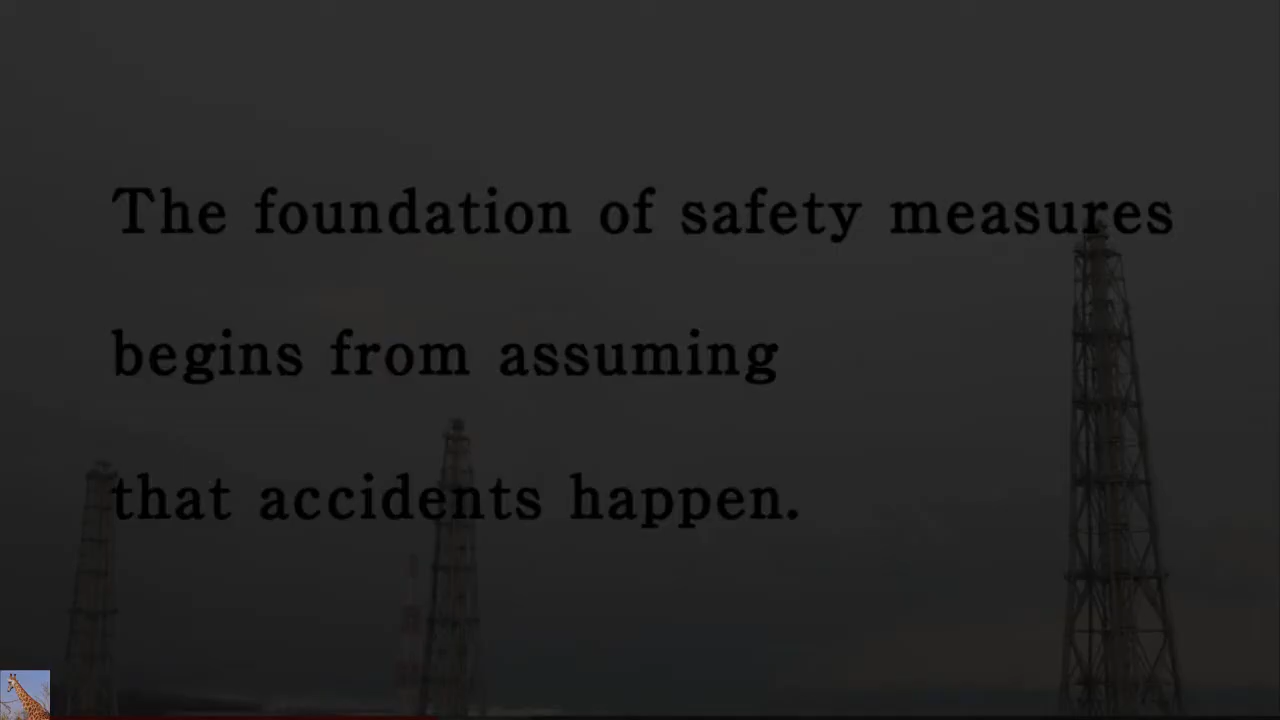 The foundation of safety measures
begins from assuming
that accidents happen.